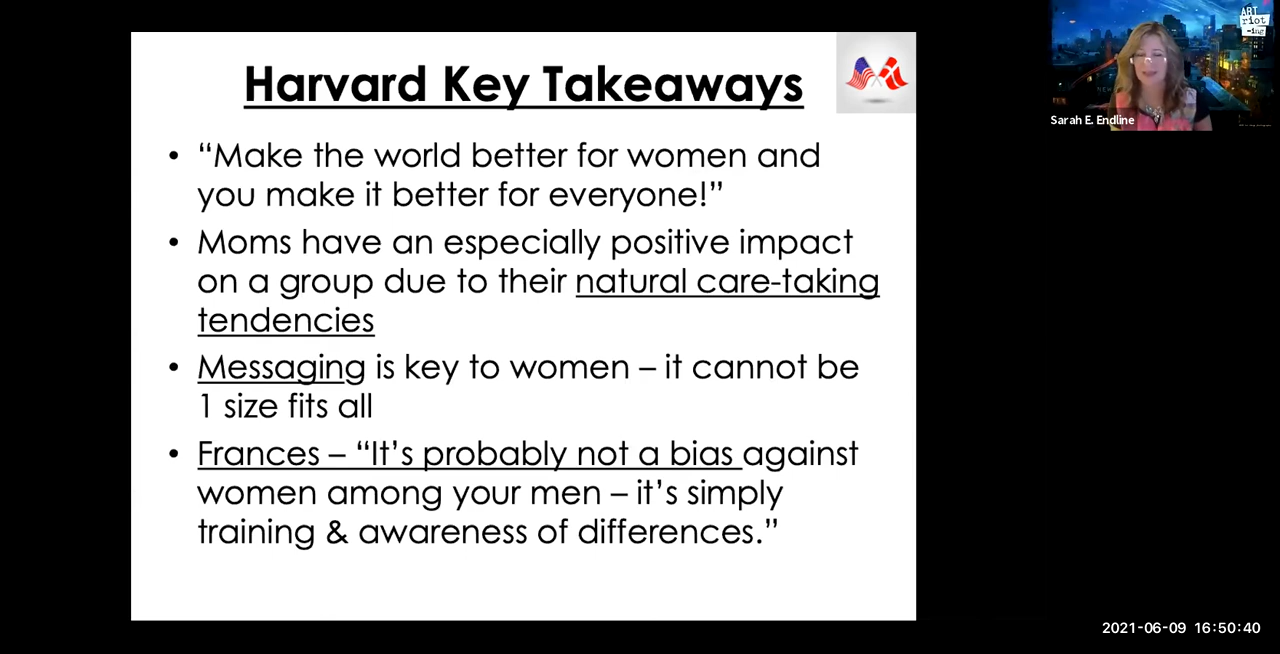 Harvard Key Takeaways
• “Make the world better for women and
you make it better for everyone!”
• Moms have an especially positive impact
on a group due to their natural care-taking
tendencies
• Messaging is key to women – it cannot be
1 size fits all
• Frances – “It’s probably not a bias against
women among your men – it’s simply
training & awareness of differences.”
ART
riot
-ing
Sarah E. Endline
2021-06-09 16:50:40